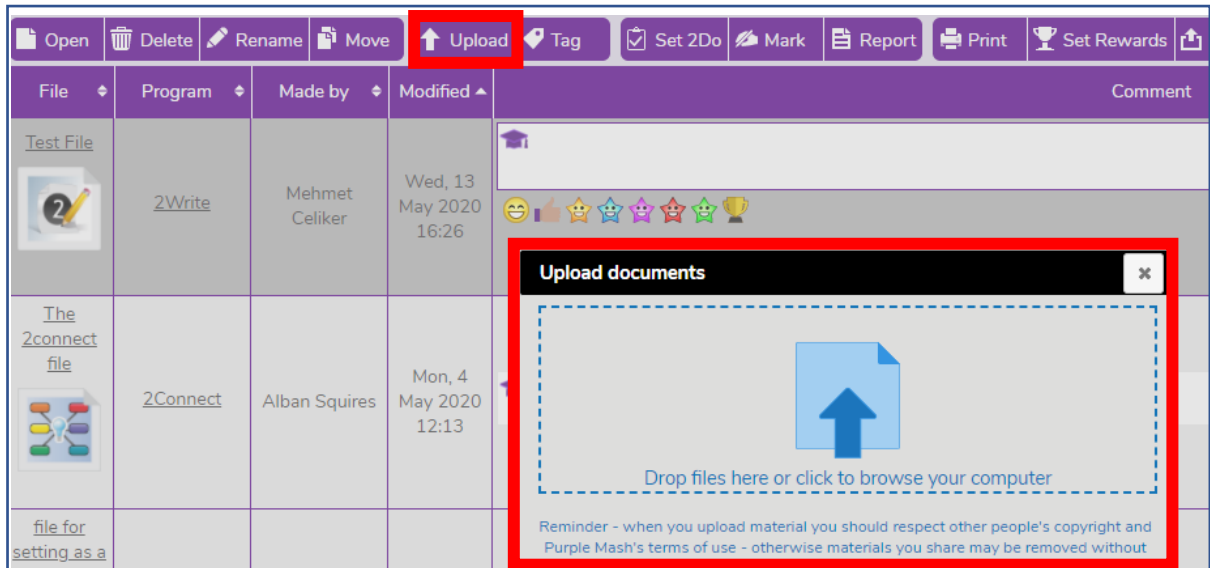 Open Delete Rename Move Upload Tag Set 2Do Mark Report Print Set Rewards
File Program Made by Modified Comment
Test File
2
2Write
Mehmet
Celiker
Wed, 13
May 2020
16:26
The
2connect
file
2Connect
Alban Squires
Mon, 4
May 2020
12:13
file for
setting as a
Upload documents
Drop files here or click to browse your computer
Reminder - when you upload material you should respect other people's copyright and
Purple Mash's terms of use - otherwise materials you share may be removed without